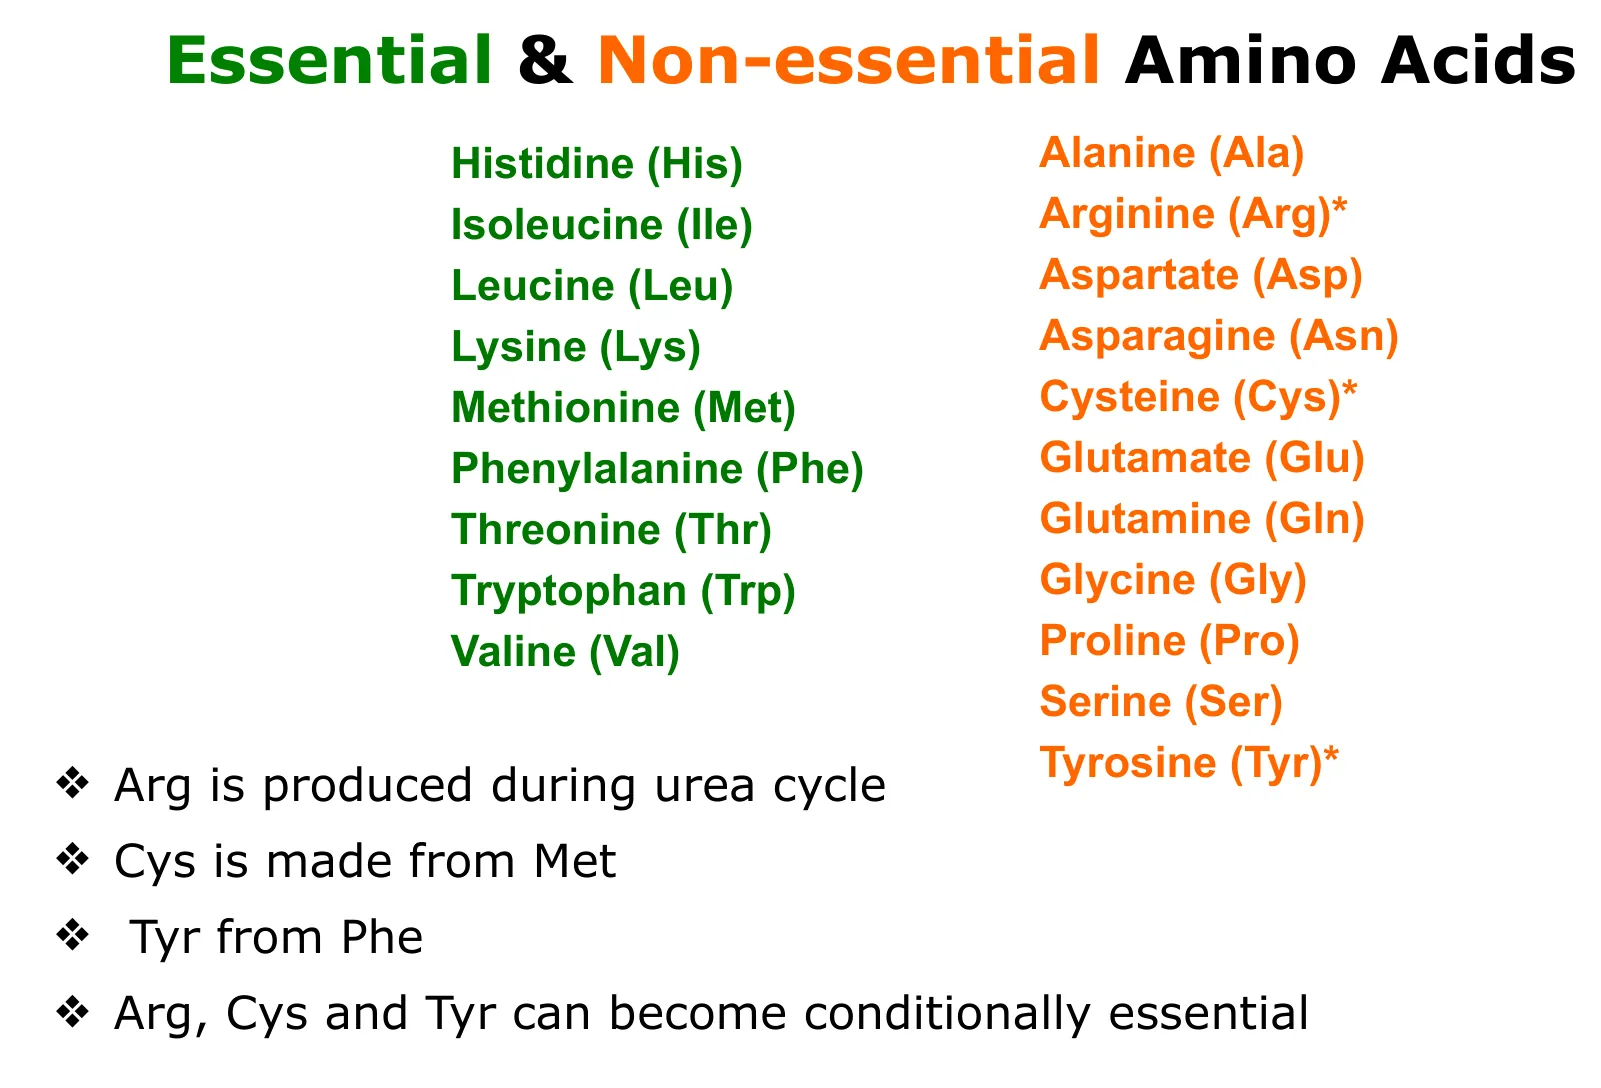 Essential & Non-essential Amino Acids
Histidine (His)
Isoleucine (Ile)
Leucine (Leu)
Lysine (Lys)
Methionine (Met)
Phenylalanine (Phe)
Threonine (Thr)
Tryptophan (Trp)
Valine (Val)
Alanine (Ala)
Arginine (Arg)*
Aspartate (Asp)
Asparagine (Asn)
Cysteine (Cys)*
Glutamate (Glu)
Glutamine (Gln)
Glycine (Gly)
Proline (Pro)
Serine (Ser)
Tyrosine (Tyr)*
❖ Arg is produced during urea cycle
❖ Cys is made from Met
❖ Tyr from Phe
❖ Arg, Cys and Tyr can become conditionally essential